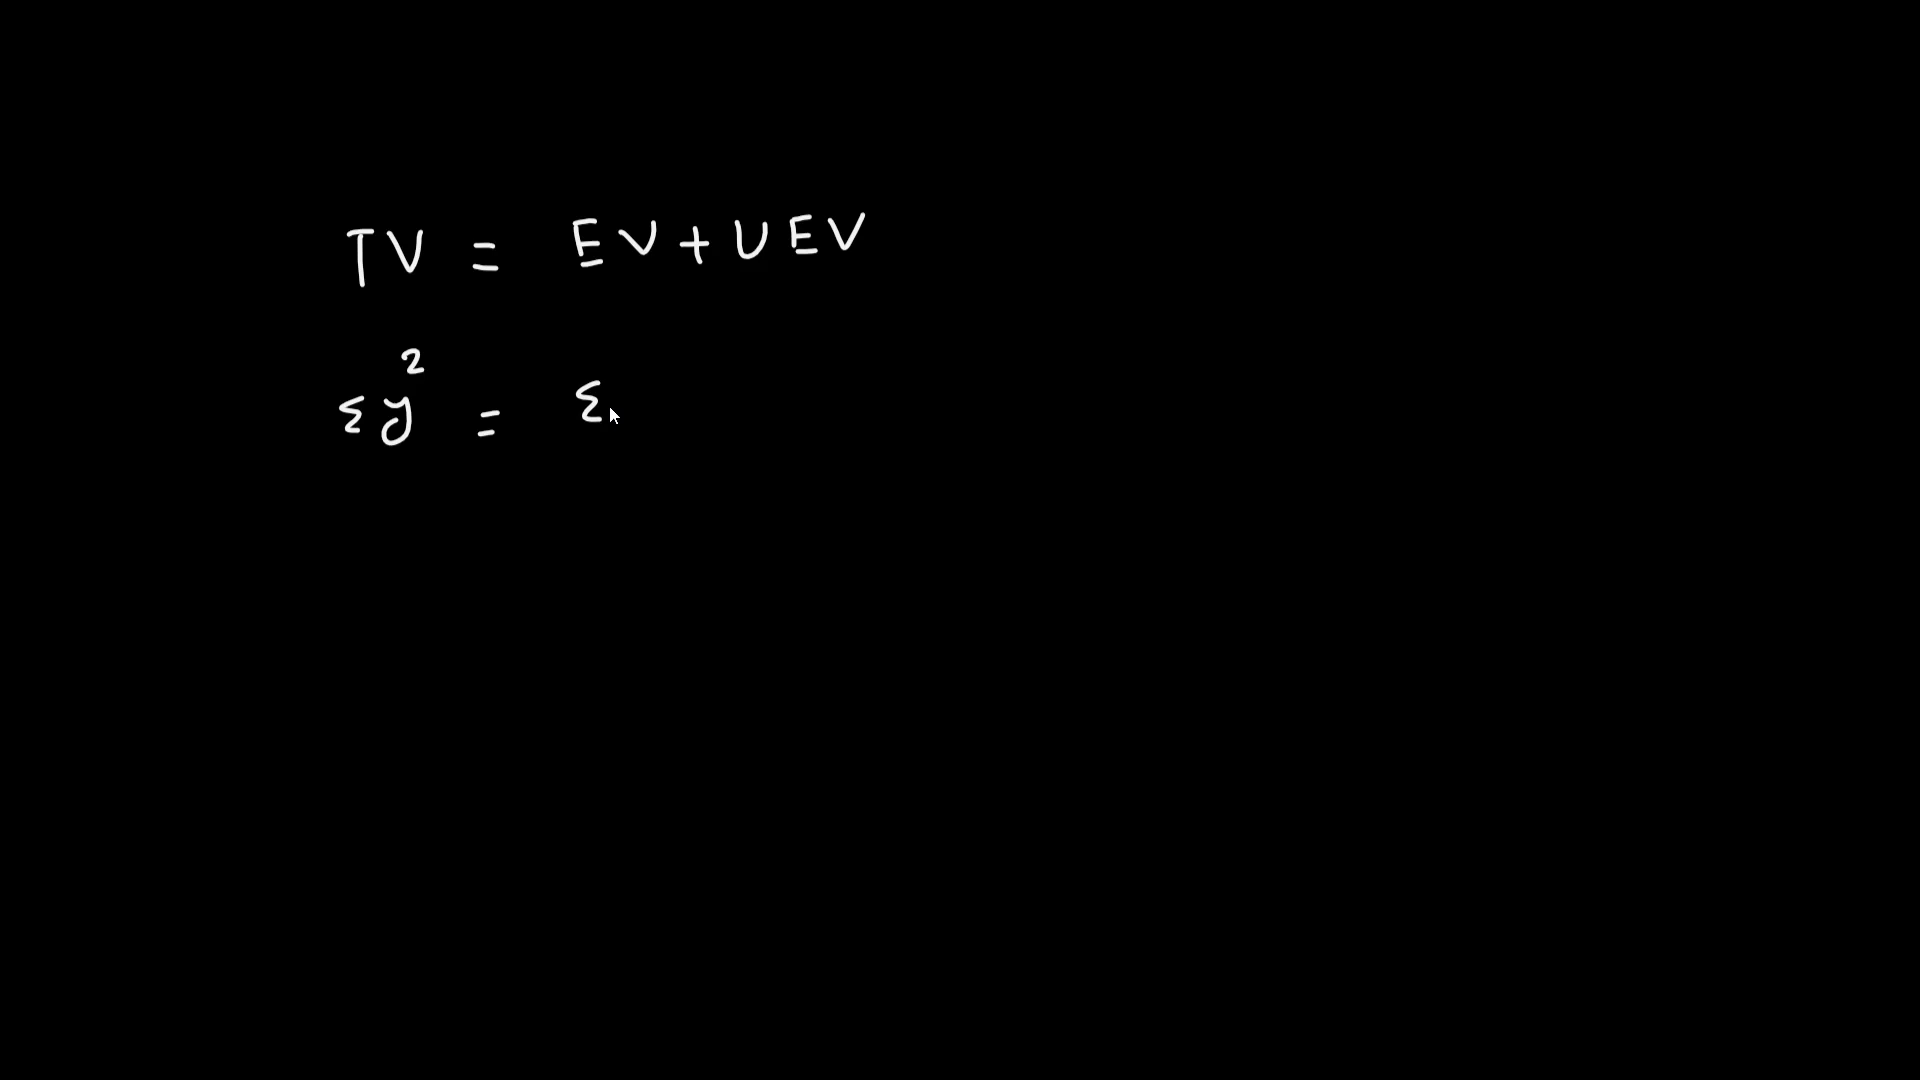 TV = EV + UEV
Σy² = Σ